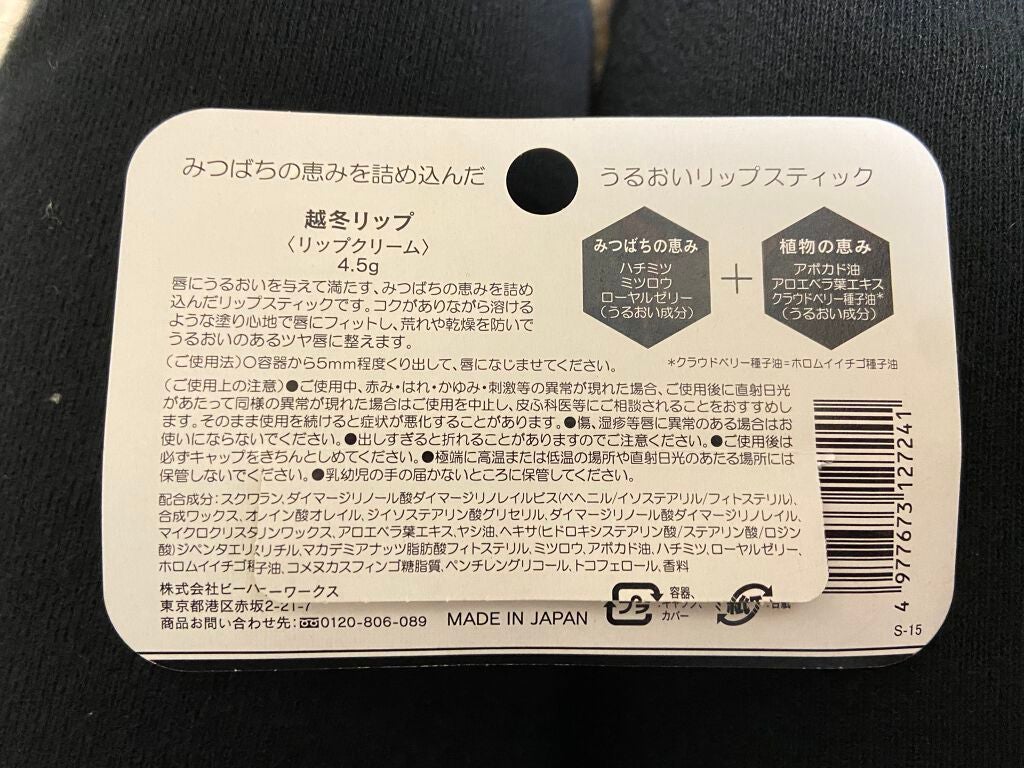 みつばちの恵みを詰め込んだ うるおいリップスティック
越冬リップ
〈リップクリーム〉
4.5g
唇にうるおいを与えて満たす、みつばちの恵みを詰め
込んだリップスティックです。コクがありながら溶ける
ような塗り心地で唇にフィットし、荒れや乾燥を防いで
うるおいのあるツヤ唇に整えます。
みつばちの恵み
ハチミツ
ミツロウ
ローヤルゼリー
(うるおい成分)
+
植物の恵み
アボカド油
アロエベラ葉エキス
クラウドベリー種子油*
(うるおい成分)
*クラウドベリー種子油=ホロムイイチゴ種子油
〈ご使用法〉○容器から5mm程度くり出して、唇になじませてください。
〈ご使用上の注意〉●ご使用中、赤み・はれ・かゆみ・刺激等の異常が現れた場合、ご使用後に直射日光
があたって同様の異常が現れた場合はご使用を中止し、皮ふ科医等にご相談されることをおすすめし
ます。そのまま使用を続けると症状が悪化することがあります。●傷、湿疹等唇に異常のある場合はお
使いにならないでください。●出しすぎると折れることがありますのでご注意ください。●ご使用後は
必ずキャップをきちんとしめてください。●極端に高温または低温の場所や直射日光のあたる場所には
保管しないでください。●乳幼児の手の届かないところに保管してください。
配合成分:スクワラン、ダイマージリノール酸ダイマージリノレイルビス(ベヘニル/イソステアリル/フィトステリル)、
合成ワックス、オレイン酸オレイル、ジイソステアリン酸グリセリル、ダイマージリノール酸ダイマージリノレイル、
マイクロクリスタリンワックス、アロエベラ葉エキス、ヤシ油、ヘキサ(ヒドロキシステアリン酸/ステアリン酸/ロジン
酸)ジペンタエリスリチル、マカデミアナッツ脂肪酸フィトステリル、ミツロウ、アボカド油、ハチミツ、ローヤルゼリー、
ホロムイイチゴ種子油、コメヌカスフィンゴ糖脂質、ペンチレングリコール、トコフェロール、香料
株式会社ビーハーーワークス
東京都港区赤坂2-21-7
商品お問い合わせ先:0120-806-089 MADE IN JAPAN
プラ
容器、
カバー
紙
4 977673 127241
S-15